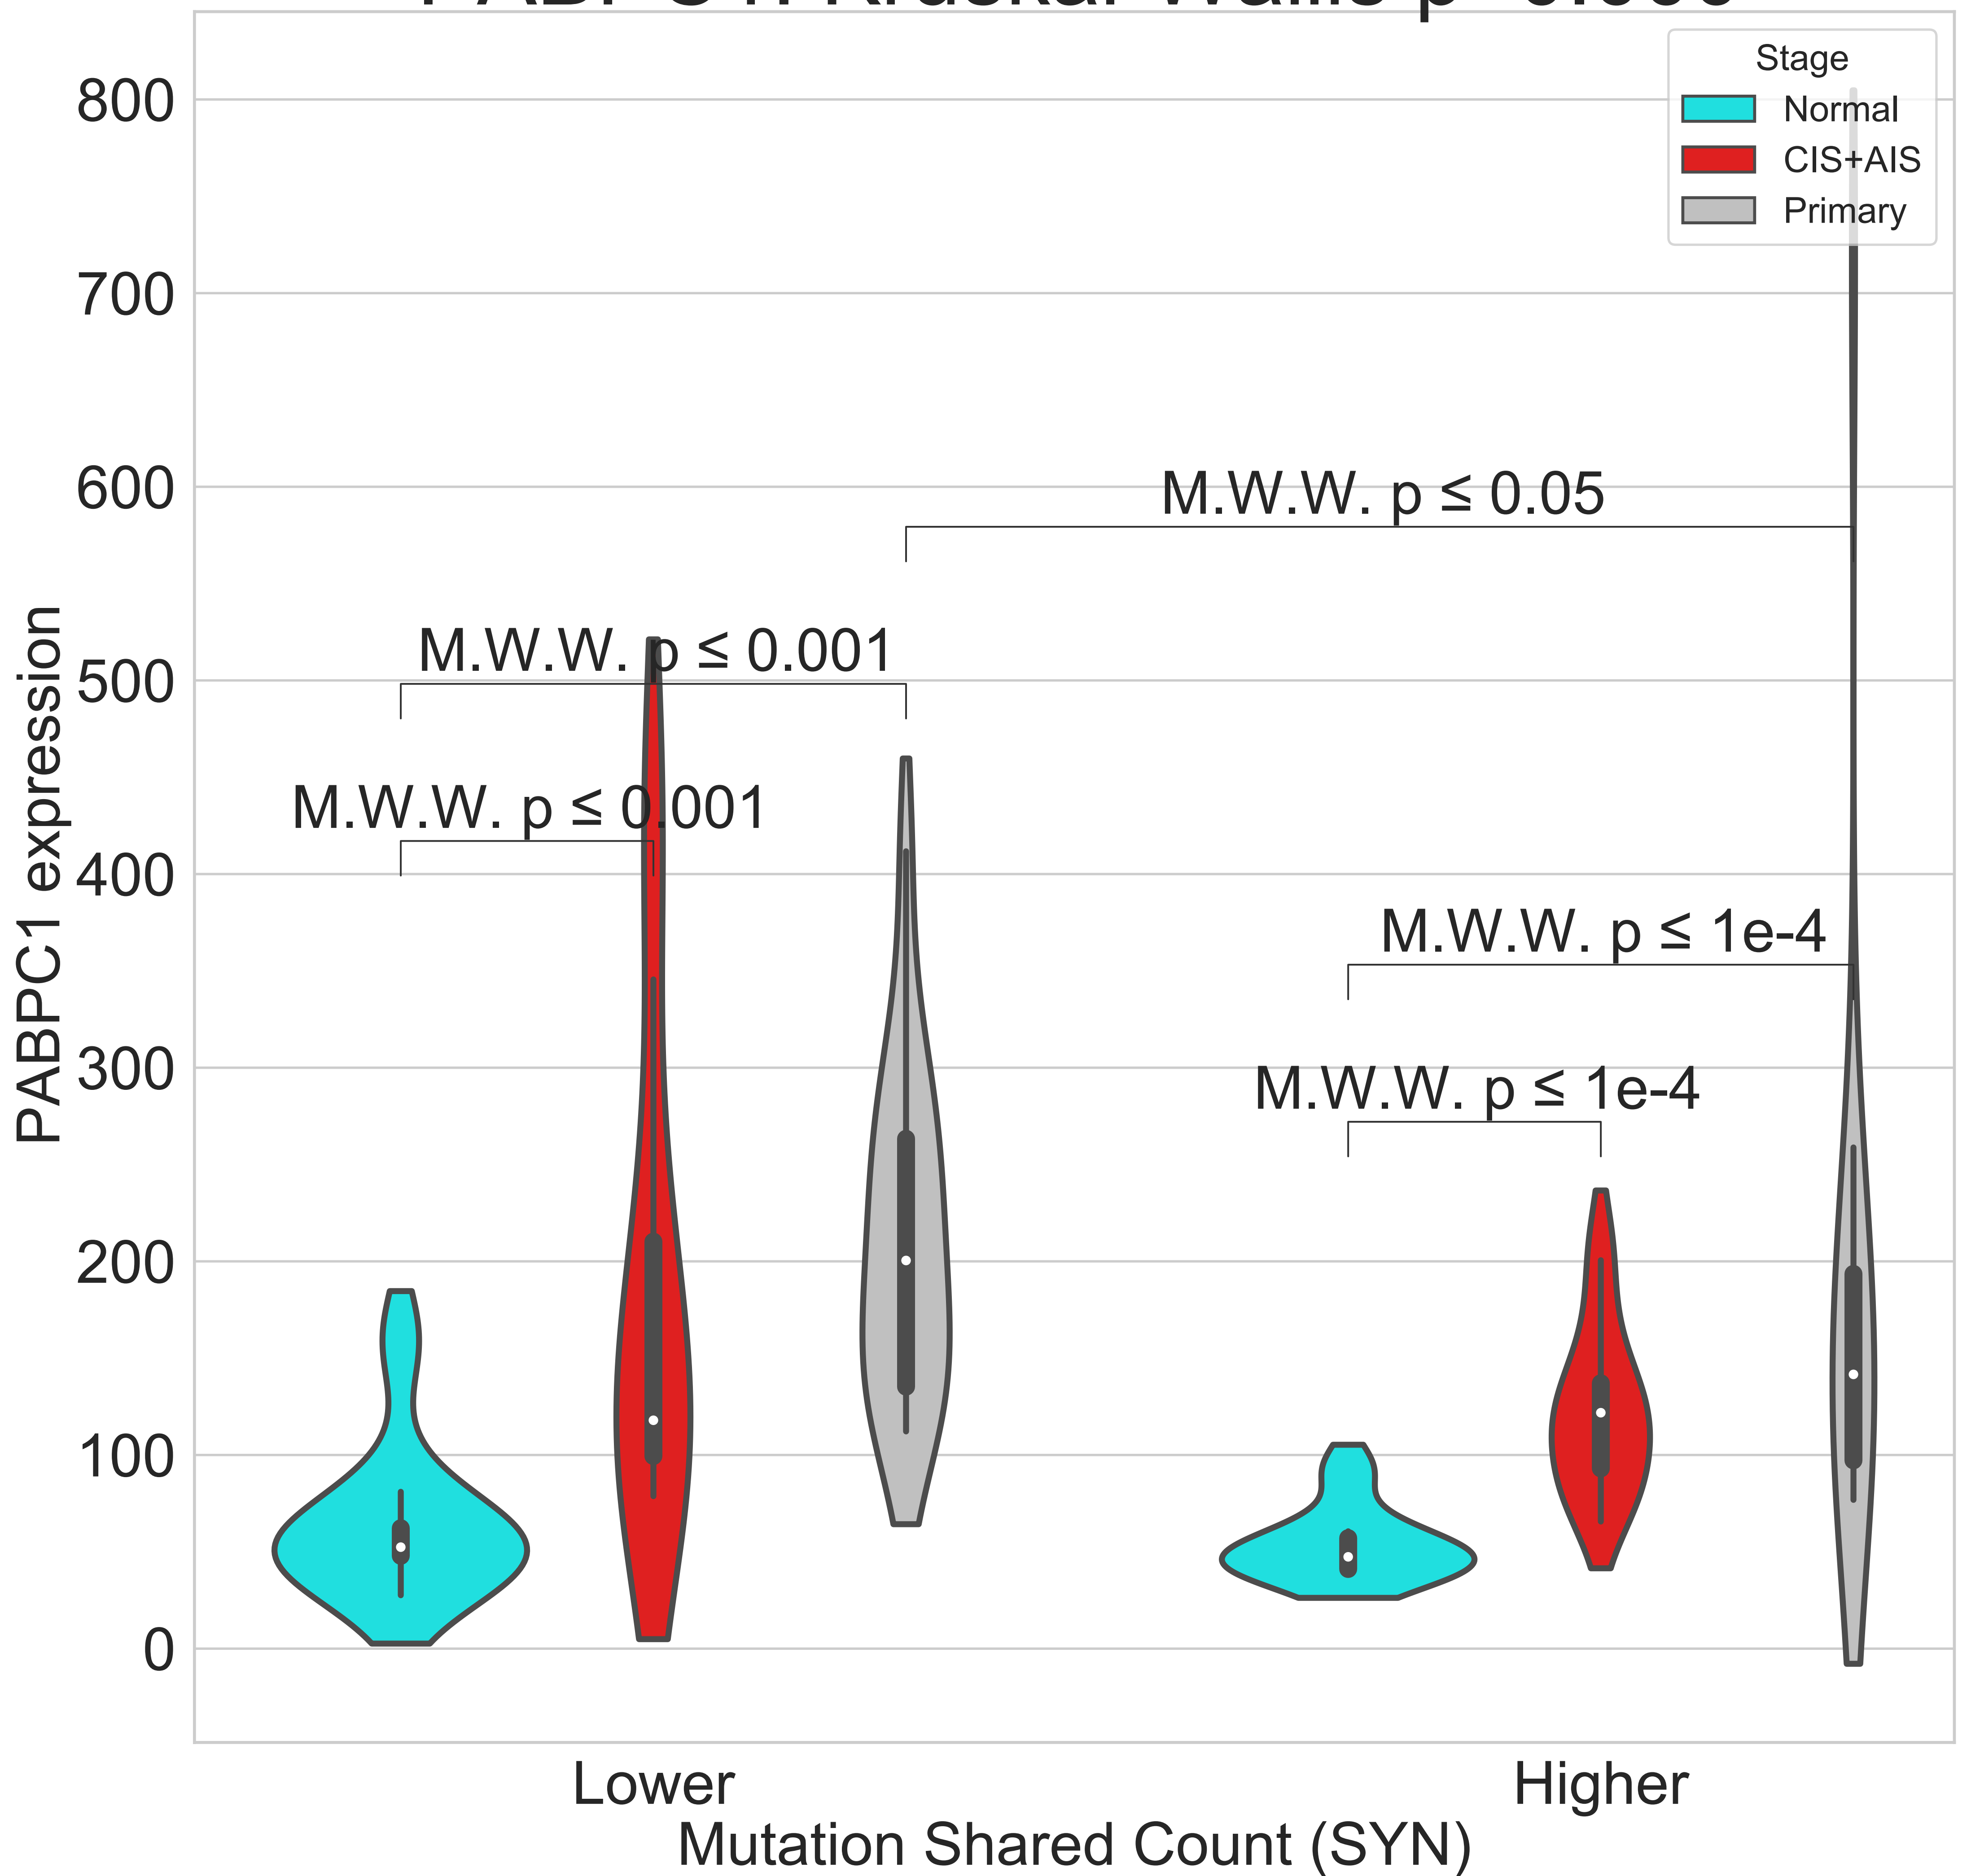 Stage
Normal
CIS+AIS
Primary
800
700
600
500
400
300
200
100
0
PABPC1 expression
M.W.W. p ≤ 0.05
M.W.W. p ≤ 0.001
M.W.W. p ≤ 0.001
M.W.W. p ≤ 1e-4
M.W.W. p ≤ 1e-4
Lower
Higher
Mutation Shared Count (SYN)